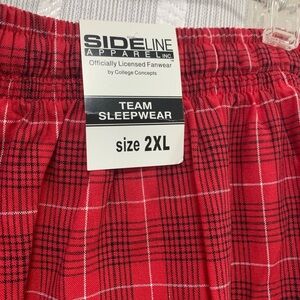 SIDELINE
APPAREL INC.
Officially Licensed Fanwear
by College Concepts
TEAM
SLEEPWEAR
size 2XL